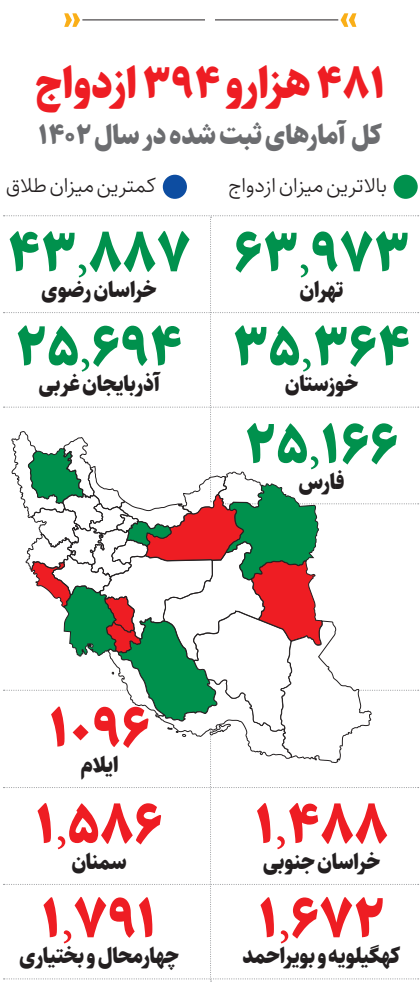 ۴۸۱ هزار و ۳۹۴ ازدواج
کل آمارهای ثبت شده در سال ۱۴۰۲
بالاترین میزان ازدواج
کمترین میزان طلاق
۶۳,۹۷۳
تهران
۴۳,۸۸۷
خراسان رضوی
۳۵,۳۶۴
خوزستان
۲۵,۶۹۴
آذربایجان غربی
۲۵,۱۶۶
فارس
۱۰۹۶
ایلام
۱,۴۸۸
خراسان جنوبی
۱,۵۸۶
سمنان
۱,۶۷۲
کهگیلویه و بویراحمد
۱,۷۹۱
چهارمحال و بختیاری